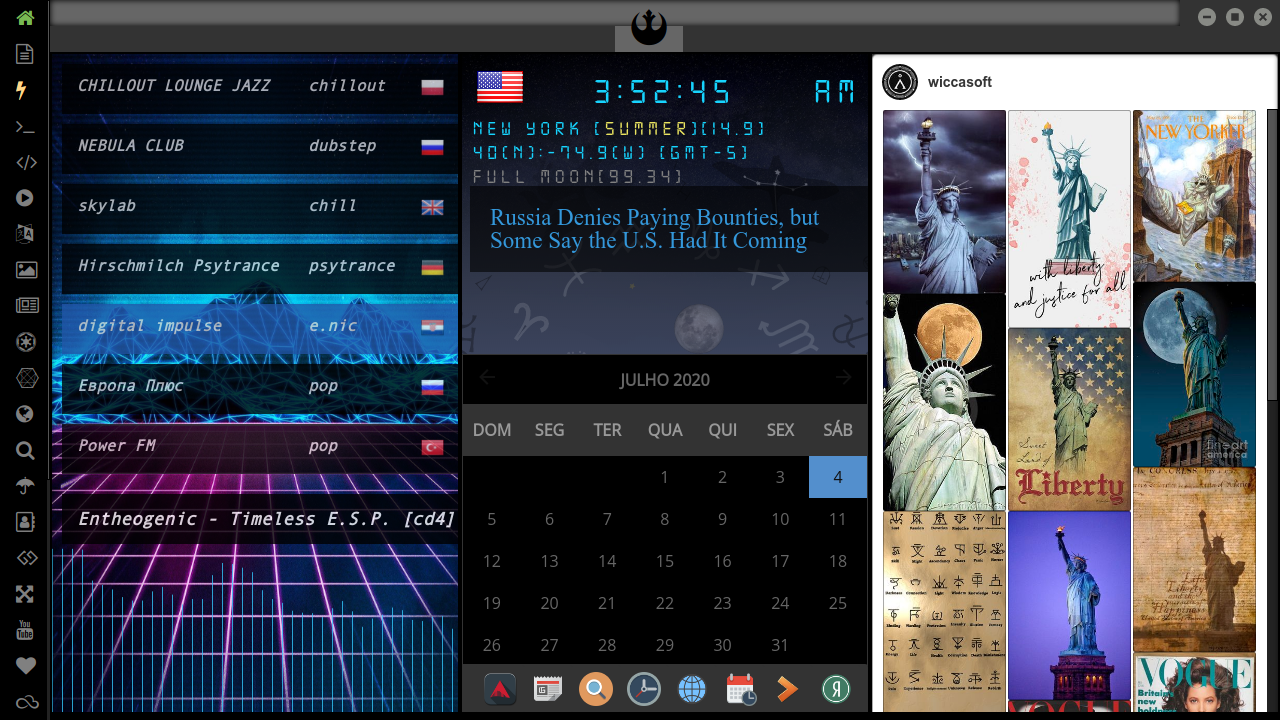 CHILLOUT LOUNGE JAZZ chillout
NEBULA CLUB dubstep
skylab chill
Hirschmilch Psytrance psytrance
digital impulse e.nic
Европа Плюс pop
Power FM pop
Entheogenic - Timeless E.S.P. [cd4]
You
Tube
3:52:45 AM
NEW YORK [SUMMER][14.9]
40(N):-74.9(W) [GMT-5]
FULL MOON[99.34]
Russia Denies Paying Bounties, but
Some Say the U.S. Had It Coming
JULHO 2020
DOM SEG TER QUA QUI SEX SÁB
1 2 3 4
5 6 7 8 9 10 11
12 13 14 15 16 17 18
19 20 21 22 23 24 25
26 27 28 29 30 31
wiccasoft
with liberty
and justice for all
THE
NEW YORKER
Sweet
Land of
Liberty
fineart
america
VOGUE